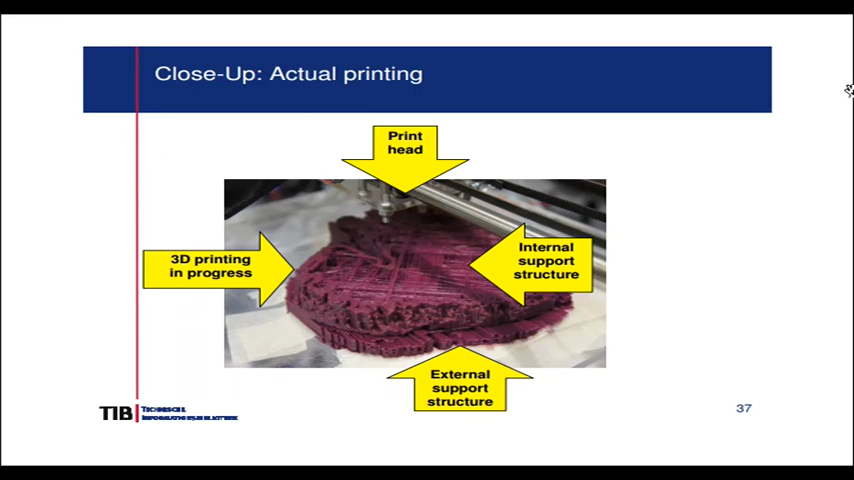 Close-Up: Actual printing
Print
head
3D printing
in progress
Internal
support
structure
External
support
structure
TIB
37